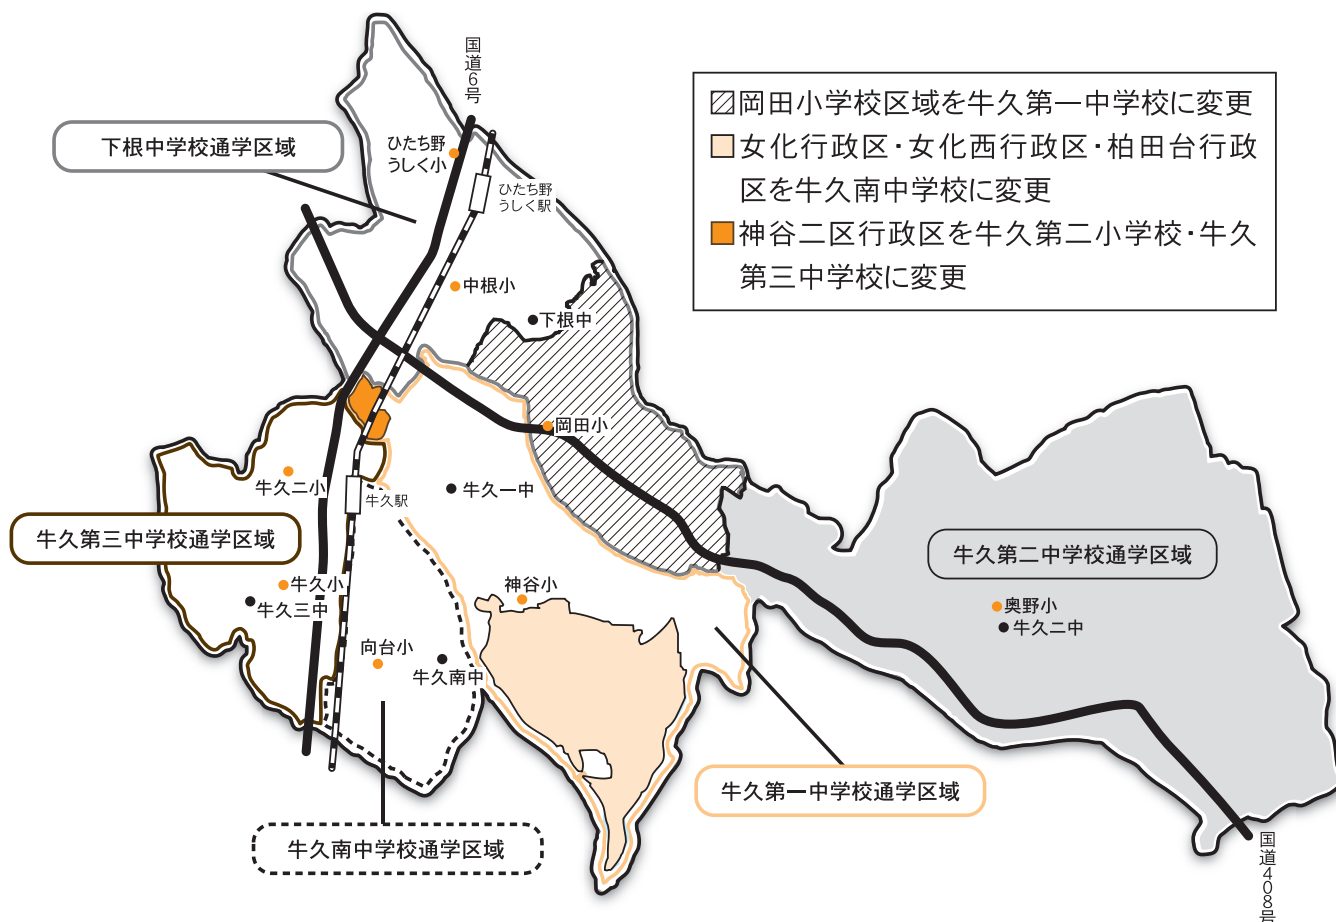 国道6号
岡田小学校区域を牛久第一中学校に変更
女化行政区・女化西行政区・柏田台行政
区を牛久南中学校に変更
神谷二区行政区を牛久第二小学校・牛久
第三中学校に変更
下根中学校通学区域
ひたち野
うしく小
ひたち野
うしく駅
中根小
下根中
岡田小
牛久二小
牛久駅
牛久一中
牛久第三中学校通学区域
牛久第二中学校通学区域
牛久小
牛久三中
神谷小
奥野小
牛久二中
向台小
牛久南中
牛久第一中学校通学区域
牛久南中学校通学区域
国道408号